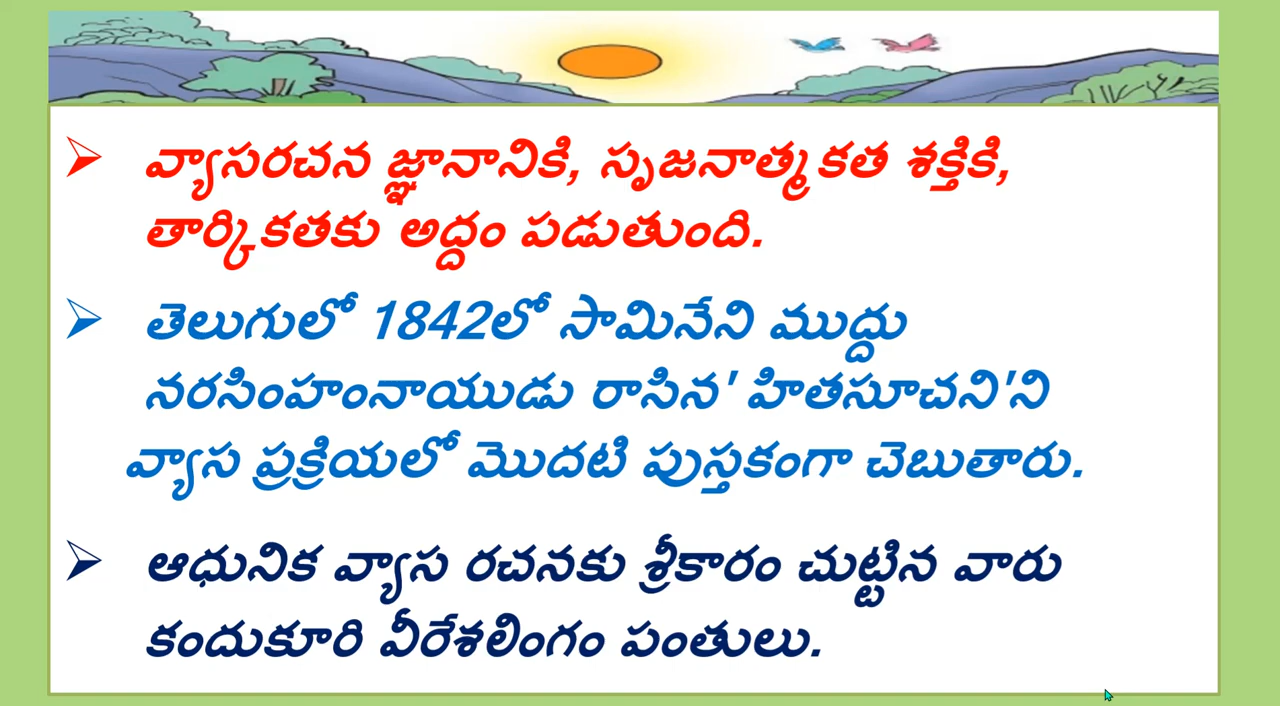 వ్యాసరచన జ్ఞానానికి, సృజనాత్మకత శక్తికి,
తార్కికతకు అద్దం పడుతుంది.
తెలుగులో 1842లో సామినేని ముద్దు
నరసింహంనాయుడు రాసిన' హితసూచని'ని
వ్యాస ప్రక్రియలో మొదటి పుస్తకంగా చెబుతారు.
ఆధునిక వ్యాస రచనకు శ్రీకారం చుట్టిన వారు
కందుకూరి వీరేశలింగం పంతులు.